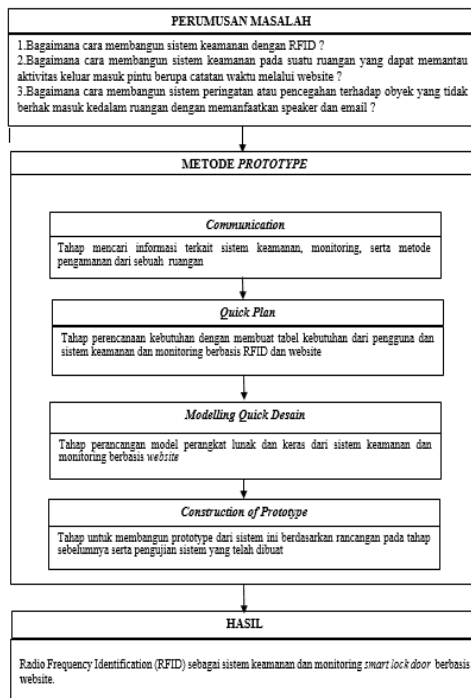 PERUMUSAN MASALAH
1.Bagaimana cara membangun sistem keamanan dengan RFID ?
2.Bagaimana cara membangun sistem keamanan pada suatu ruangan yang dapat memantau
aktivitas keluar masuk pintu berupa catatan waktu melalui website ?
3.Bagaimana cara membangun sistem peringatan atau pencegahan terhadap obyek yang tidak
berhak masuk kedalam ruangan dengan memanfaatkan speaker dan email ?
METODE PROTOTYPE
Communication
Tahap mencari informasi terkait sistem keamanan, monitoring, serta metode
pengamanan dari sebuah ruangan
Quick Plan
Tahap perencanaan kebutuhan dengan membuat tabel kebutuhan dari pengguna dan
sistem keamanan dan monitoring berbasis RFID dan website
Modelling Quick Desain
Tahap perancangan model perangkat lunak dan keras dari sistem keamanan dan
monitoring berbasis website
Construction of Prototype
Tahap untuk membangun prototype dari sistem ini berdasarkan rancangan pada tahap
sebelumnya serta pengujian sistem yang telah dibuat
HASIL
Radio Frequency Identification (RFID) sebagai sistem keamanan dan monitoring smart lock door berbasis
website.